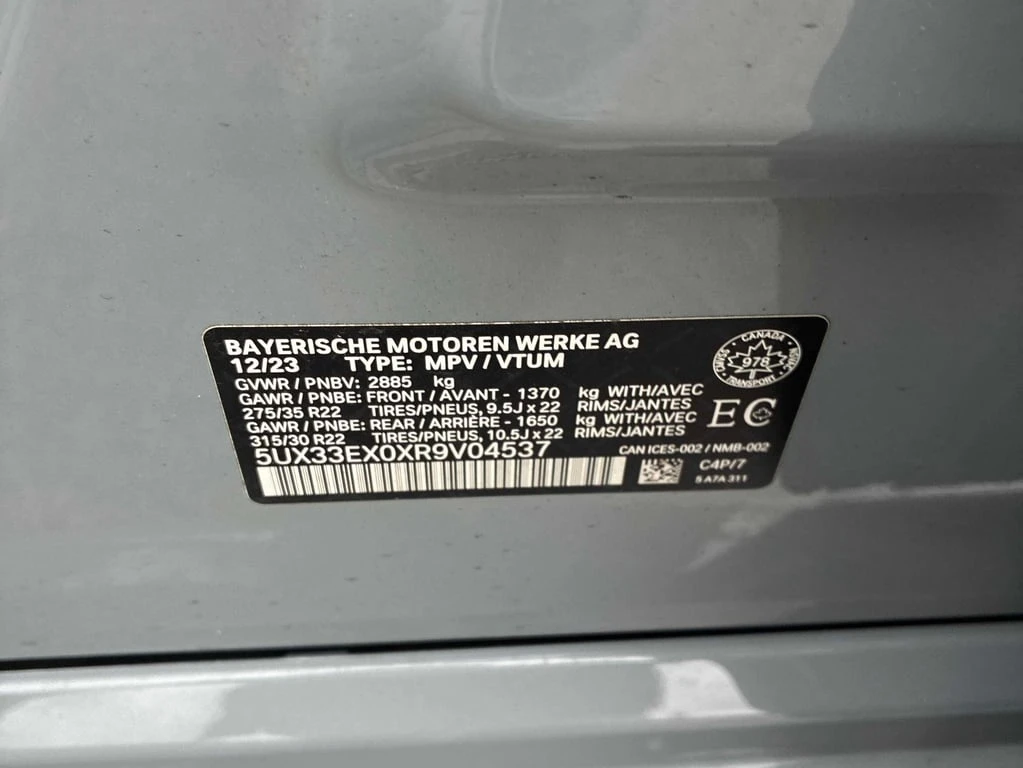 BAYERISCHE MOTOREN WERKE AG
12/23 TYPE: MPV / VTUM
GVWR / PNBV: 2885 kg
GAWR / PNBE: FRONT / AVANT - 1370 kg WITH/AVEC
275/35 R22 TIRES/PNEUS, 9.5J x 22 RIMS/JANTES
GAWR / PNBE: REAR / ARRIÈRE - 1650 kg WITH/AVEC
315/30 R22 TIRES/PNEUS, 10.5J x 22 RIMS/JANTES
5UX33EX0XR9V04537
CANADA
978
TRANSPORT
EC
CAN ICES-002 / NMB-002
C4P/7
5 A7A 311